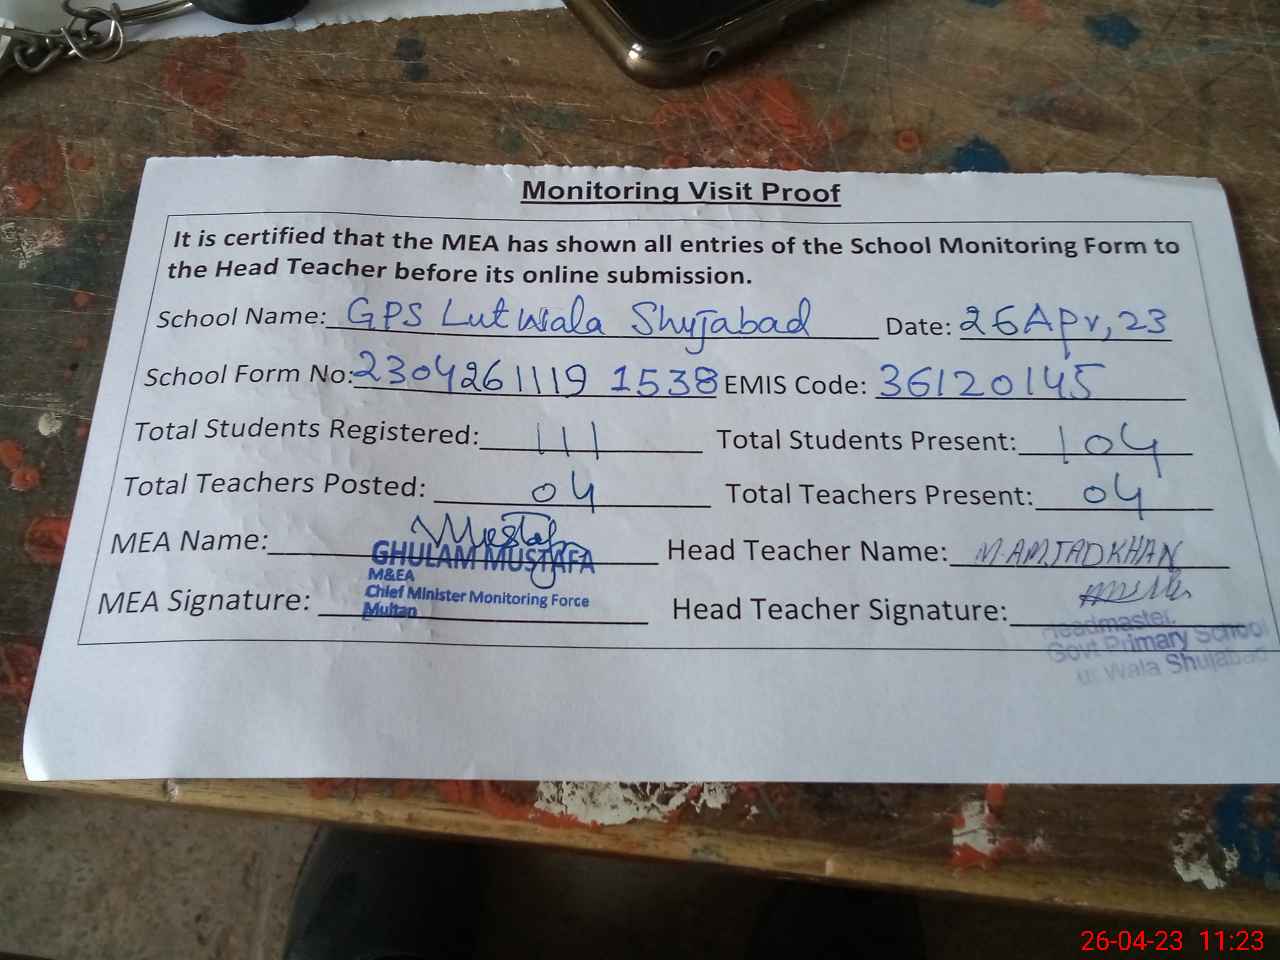 Monitoring Visit Proof
It is certified that the MEA has shown all entries of the School Monitoring Form to
the Head Teacher before its online submission.
School Name: GPS Lutwala Shujabad Date: 26 Apr, 23
School Form No: 2304261119 1538 EMIS Code: 36120145
Total Students Registered: 111 Total Students Present: 104
Total Teachers Posted: 04 Total Teachers Present: 04
Mustafa
MEA Name: GHULAM MUSTAFA Head Teacher Name: M. AMJAD KHAN
M&EA
Chief Minister Monitoring Force
MEA Signature: Multan Head Teacher Signature:
Headmaster.
Govt Primary School
Wala Shujabad
26-04-23 11:23